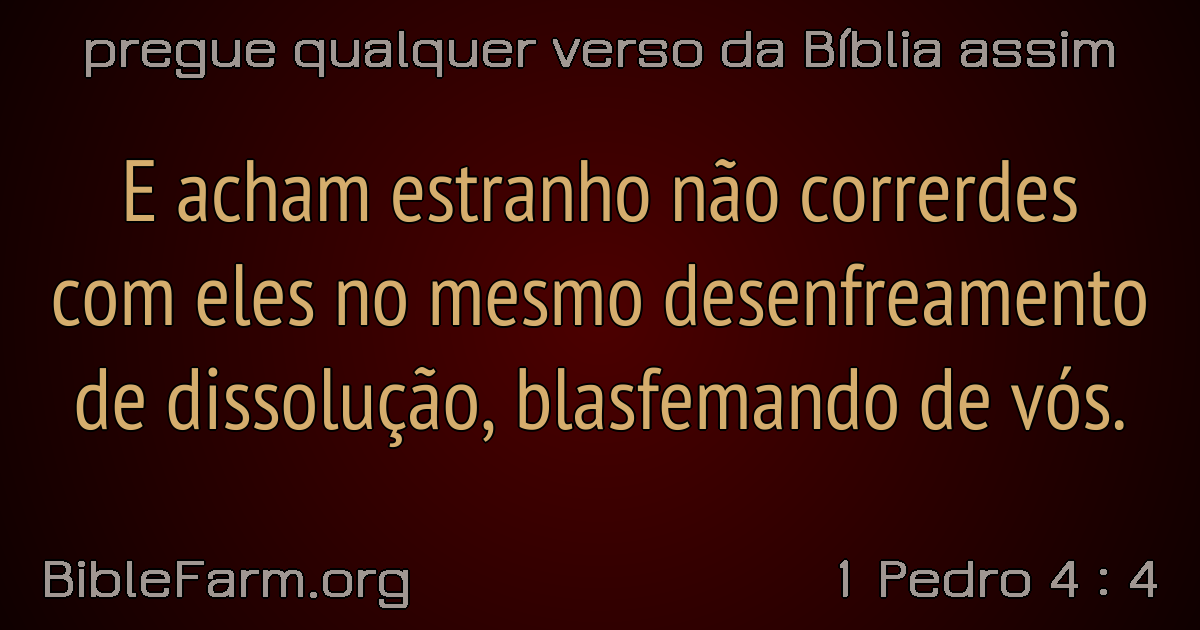 pregue qualquer verso da Bíblia assim
E acham estranho não correrdes
com eles no mesmo desenfreamento
de dissolução, blasfemando de vós.
BibleFarm.org
1 Pedro 4 : 4